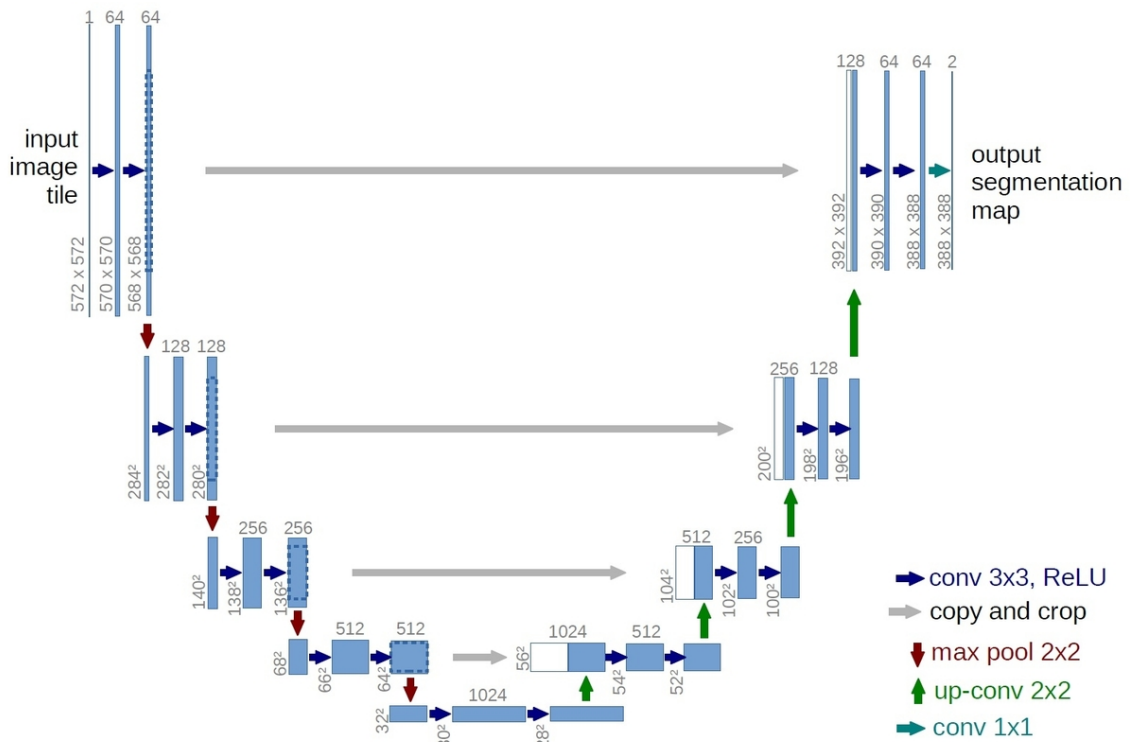 1 64 64
128 64 64 2
input
image
tile
output
segmentation
map
572 x 572
570 x 570
568 x 568
392 x 392
390 x 390
388 x 388
388 x 388
128 128
256 128
284²
282²
280²
200²
198²
196²
256 256
512 256
140²
138²
136²
104²
102²
100²
512 512
1024 512
68²
66²
64²
56²
54²
52²
1024
32²
conv 3x3, ReLU
copy and crop
max pool 2x2
up-conv 2x2
conv 1x1